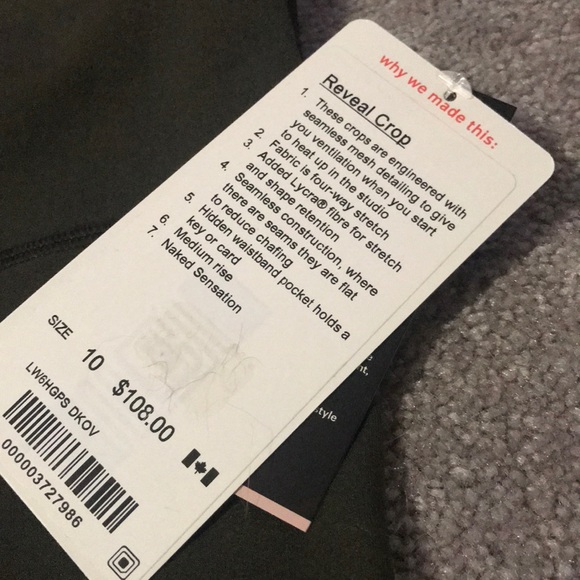 why we made this:
Reveal Crop
1. These crops are engineered with
seamless mesh detailing to give
you ventilation when you start
to heat up in the studio
2. Fabric is four-way stretch
3. Added Lycra® fibre for stretch
and shape retention
4. Seamless construction, where
there are seams they are flat
to reduce chafing
5. Hidden waistband pocket holds a
key or card
6. Medium rise
7. Naked Sensation
SIZE 10 $108.00
LW6HGPS DKOV
000003727986